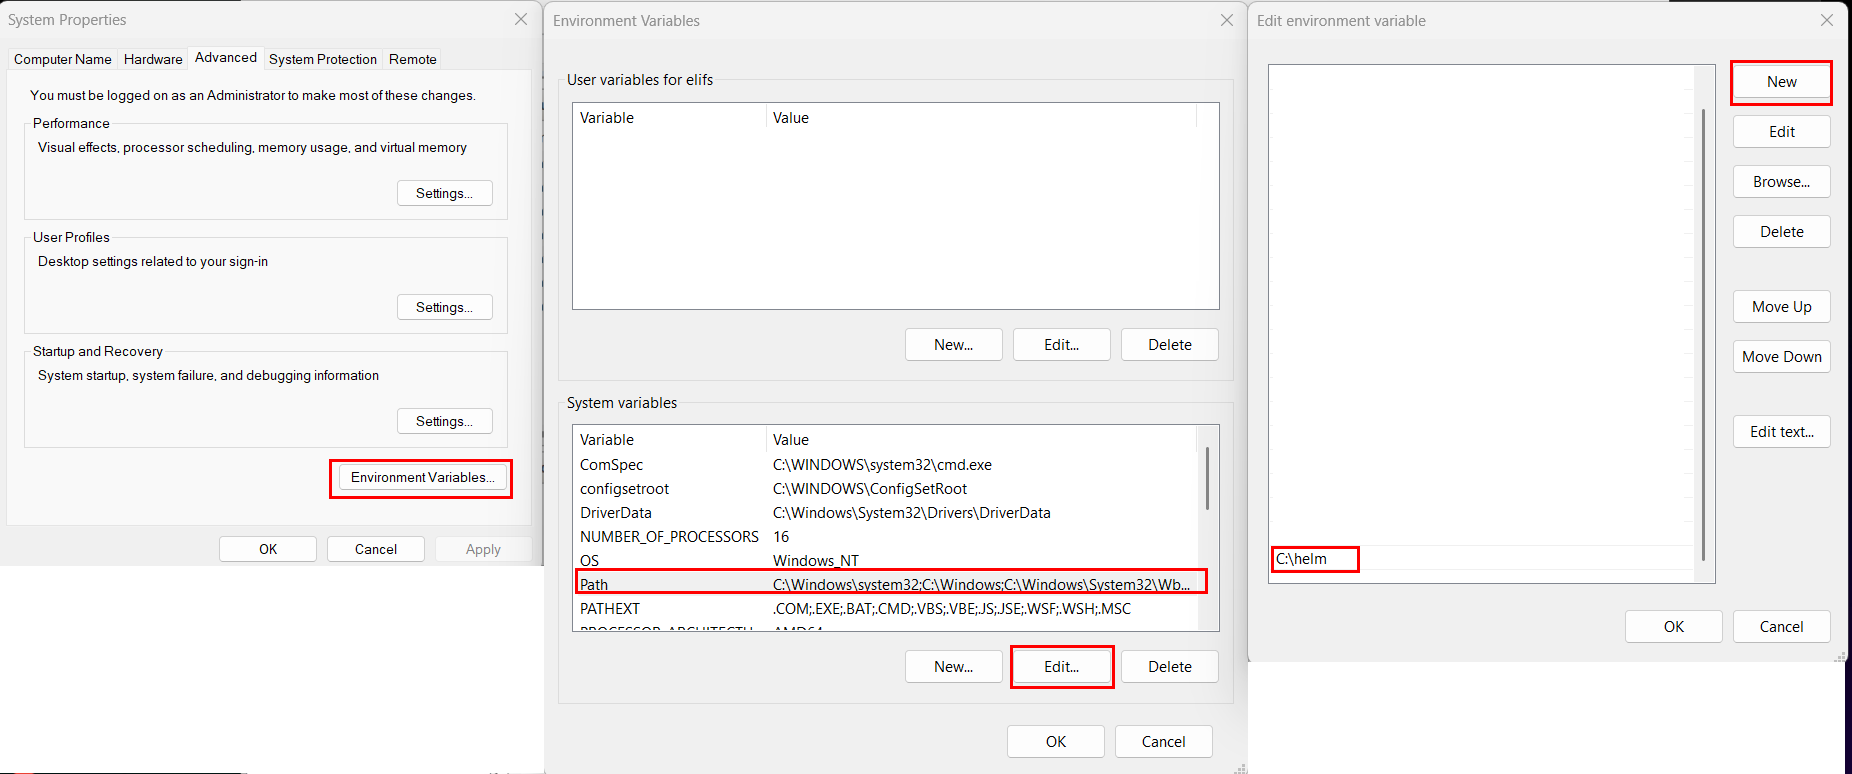 System Properties
Computer Name
Hardware
Advanced
System Protection
Remote
You must be logged on as an Administrator to make most of these changes.
Performance
Visual effects, processor scheduling, memory usage, and virtual memory
Settings...
User Profiles
Desktop settings related to your sign-in
Settings...
Startup and Recovery
System startup, system failure, and debugging information
Settings...
Environment Variables...
OK
Cancel
Apply
Environment Variables
User variables for elifs
Variable Value
New...
Edit...
Delete
System variables
Variable Value
ComSpec C:\WINDOWS\system32\cmd.exe
configsetroot C:\WINDOWS\ConfigSetRoot
DriverData C:\Windows\System32\Drivers\DriverData
NUMBER_OF_PROCESSORS 16
OS Windows_NT
Path C:\Windows\system32;C:\Windows;C:\Windows\System32\Wb...
PATHEXT .COM;.EXE;.BAT;.CMD;.VBS;.VBE;.JS;.JSE;.WSF;.WSH;.MSC
New...
Edit...
Delete
OK
Cancel
Edit environment variable
New
Edit
Browse...
Delete
Move Up
Move Down
Edit text...
C:\helm
OK
Cancel